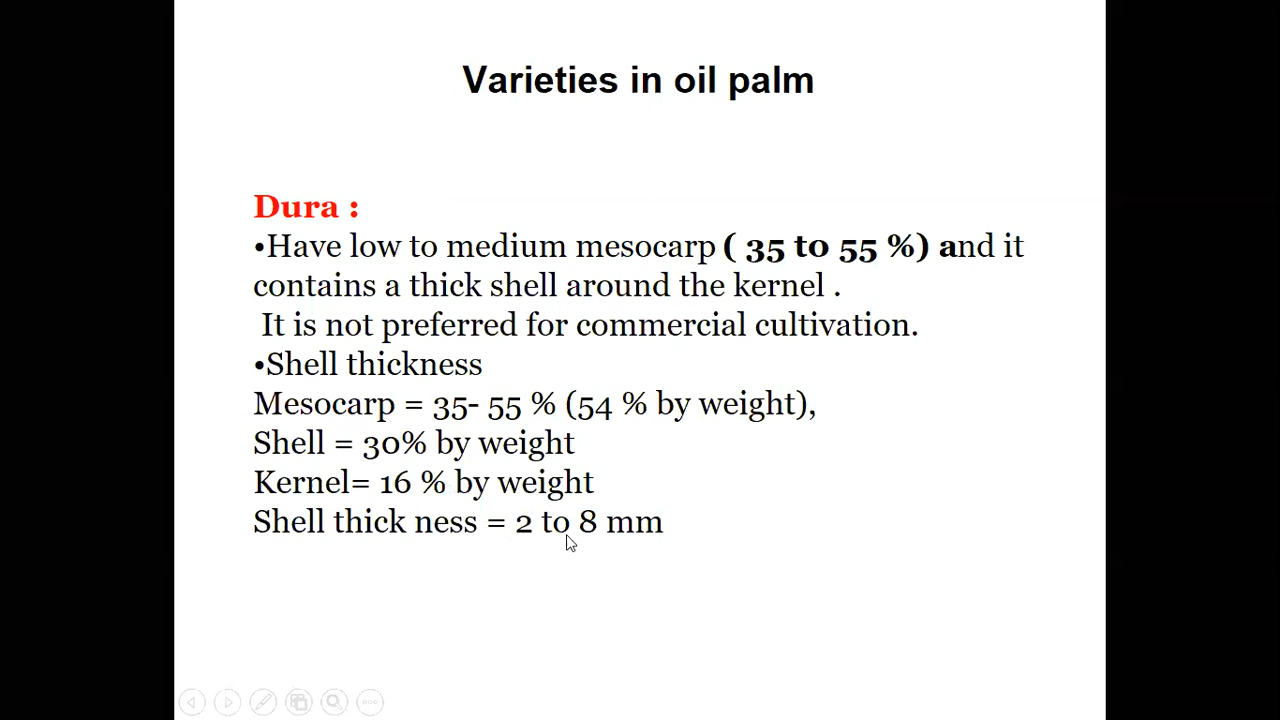 Varieties in oil palm
Dura :
•Have low to medium mesocarp ( 35 to 55 %) and it
contains a thick shell around the kernel .
It is not preferred for commercial cultivation.
•Shell thickness
Mesocarp = 35- 55 % (54 % by weight),
Shell = 30% by weight
Kernel= 16 % by weight
Shell thick ness = 2 to 8 mm